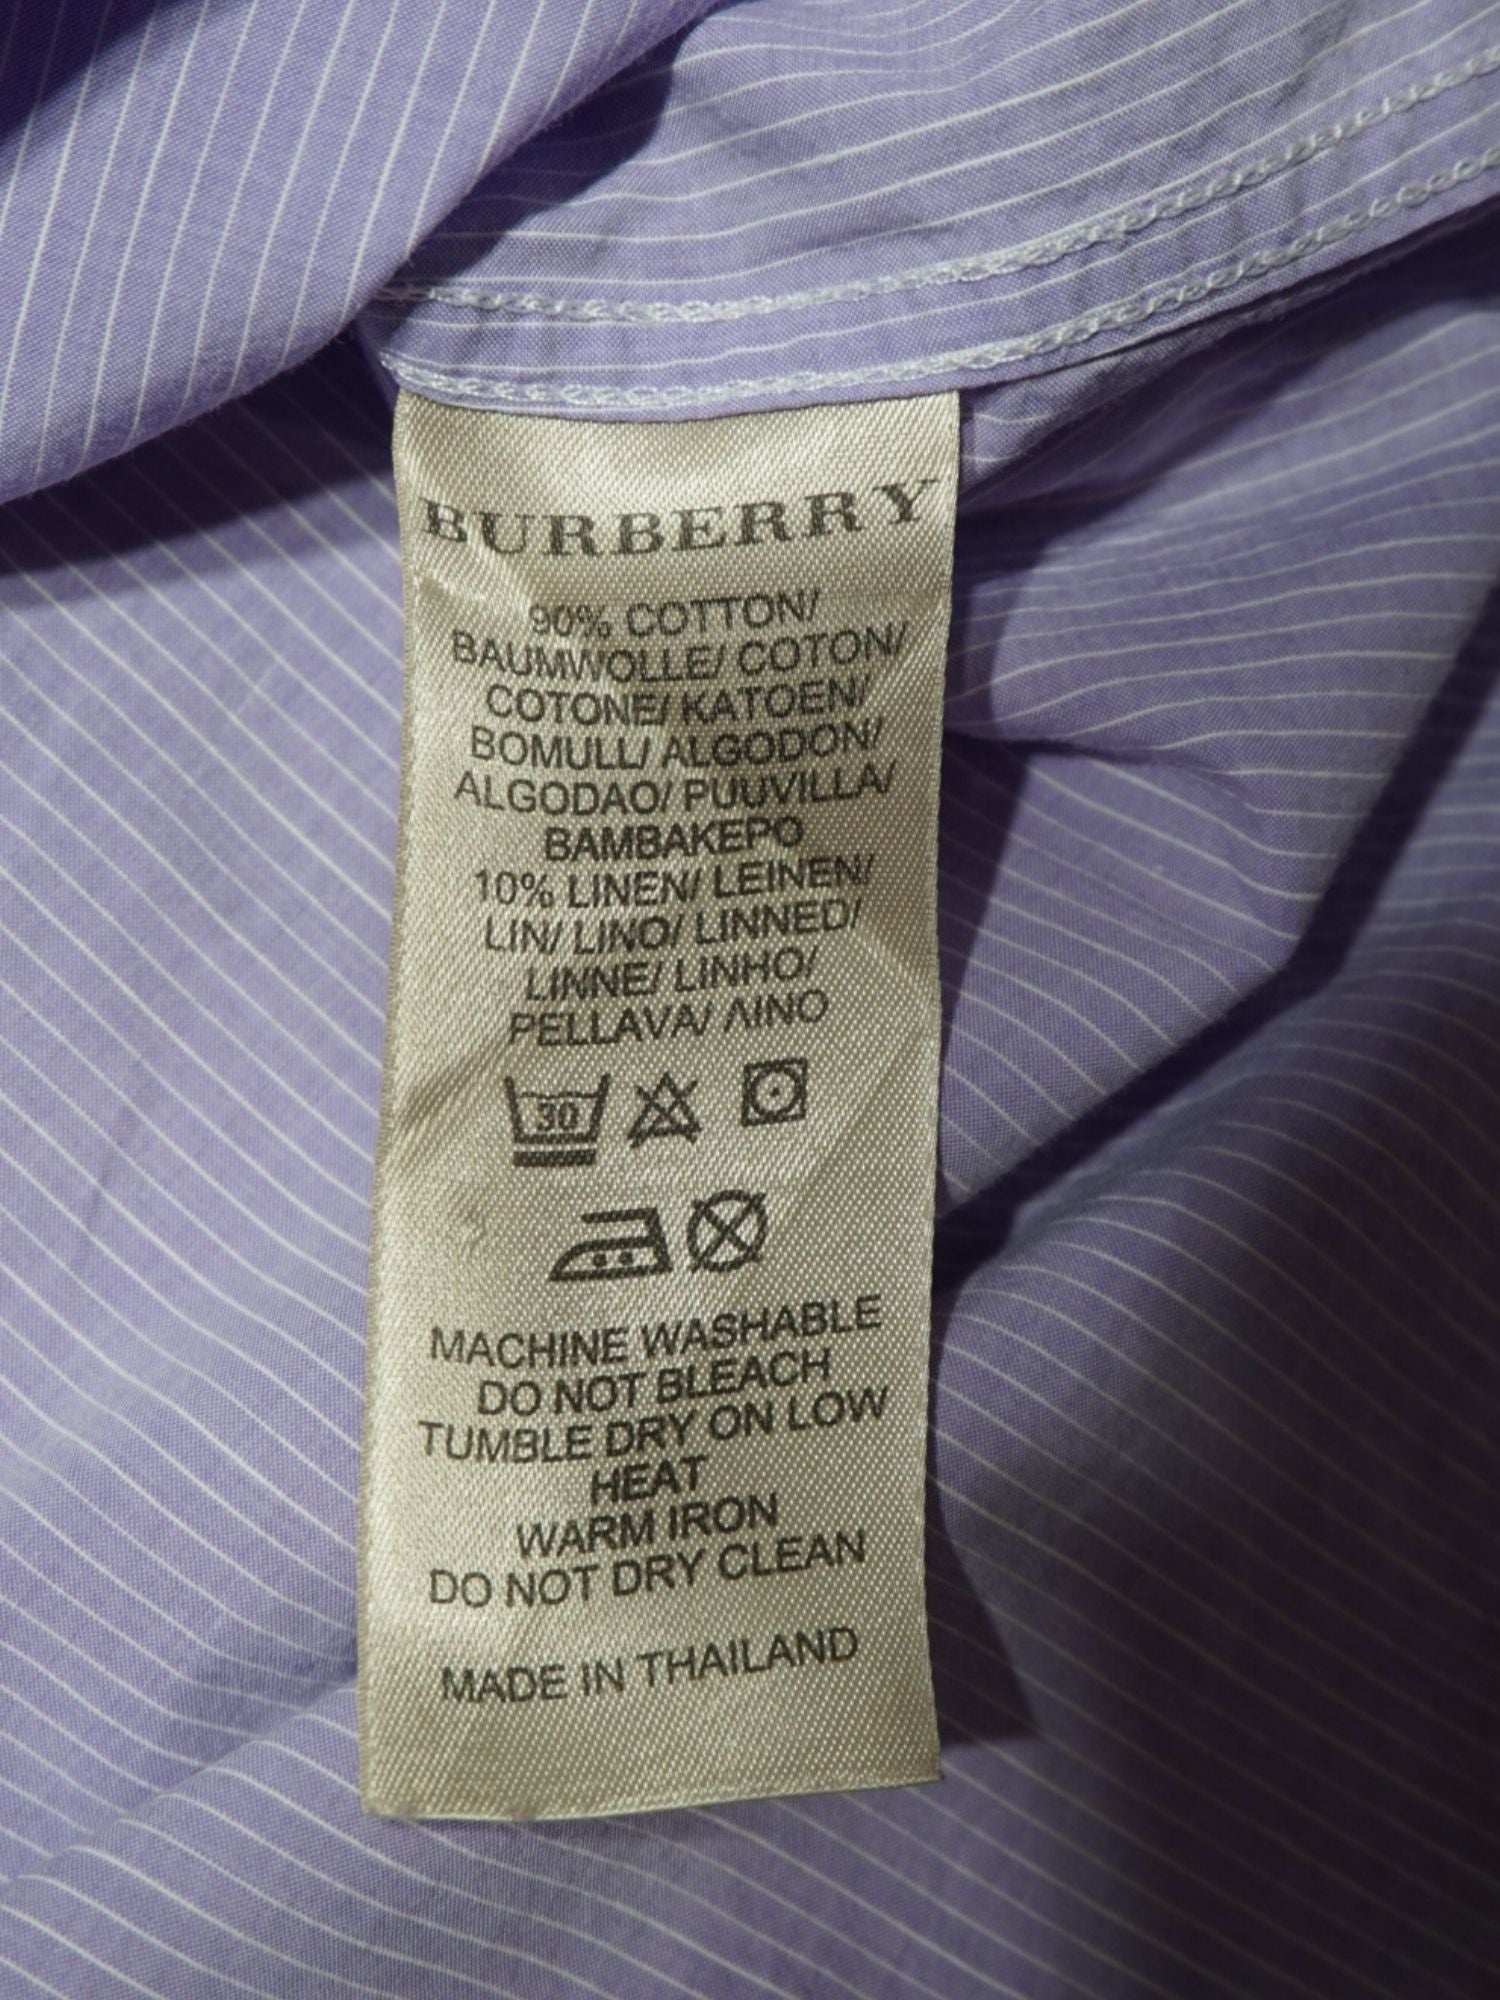 BURBERRY
90% COTTON/
BAUMWOLLE/ COTON/
COTONE/ KATOEN/
BOMULL/ ALGODON/
ALGODAO/ PUUVILLA/
ΒΑΜΒΑΚΕΡΟ
10% LINEN/ LEINEN/
LIN/ LINO/ LINNED/
LINNE/ LINHO/
PELLAVA/ ΛΙΝΟ
30
MACHINE WASHABLE
DO NOT BLEACH
TUMBLE DRY ON LOW
HEAT
WARM IRON
DO NOT DRY CLEAN
MADE IN THAILAND